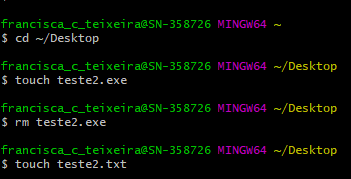 francisca_c_teixeira@SN-358726 MINGW64 ~
$ cd ~/Desktop
francisca_c_teixeira@SN-358726 MINGW64 ~/Desktop
$ touch teste2.exe
francisca_c_teixeira@SN-358726 MINGW64 ~/Desktop
$ rm teste2.exe
francisca_c_teixeira@SN-358726 MINGW64 ~/Desktop
$ touch teste2.txt